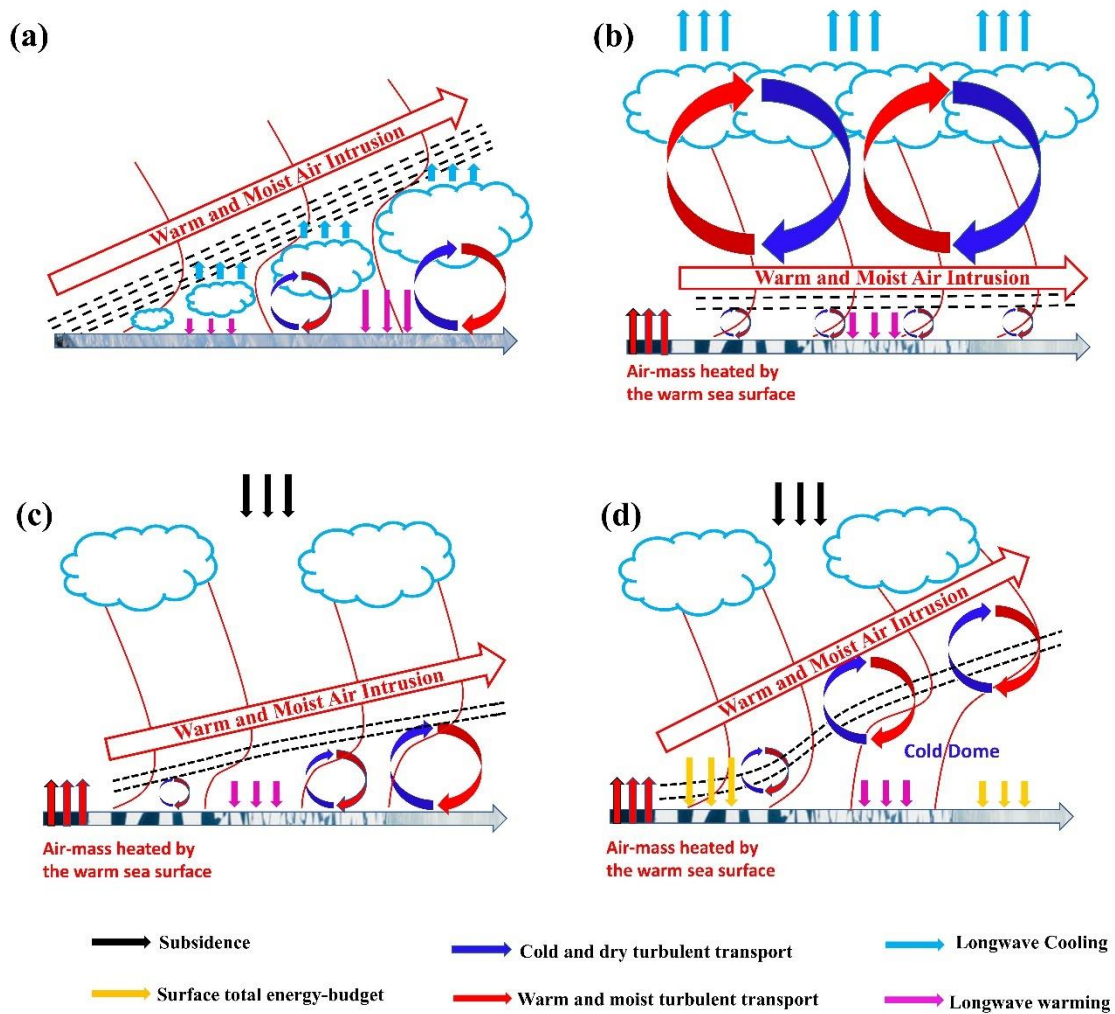 (a)
Warm and Moist Air Intrusion
(b)
Warm and Moist Air Intrusion
Air-mass heated by
the warm sea surface
(c)
Warm and Moist Air Intrusion
Air-mass heated by
the warm sea surface
(d)
Warm and Moist Air Intrusion
Cold Dome
Air-mass heated by
the warm sea surface
Subsidence
Cold and dry turbulent transport
Longwave Cooling
Surface total energy-budget
Warm and moist turbulent transport
Longwave warming